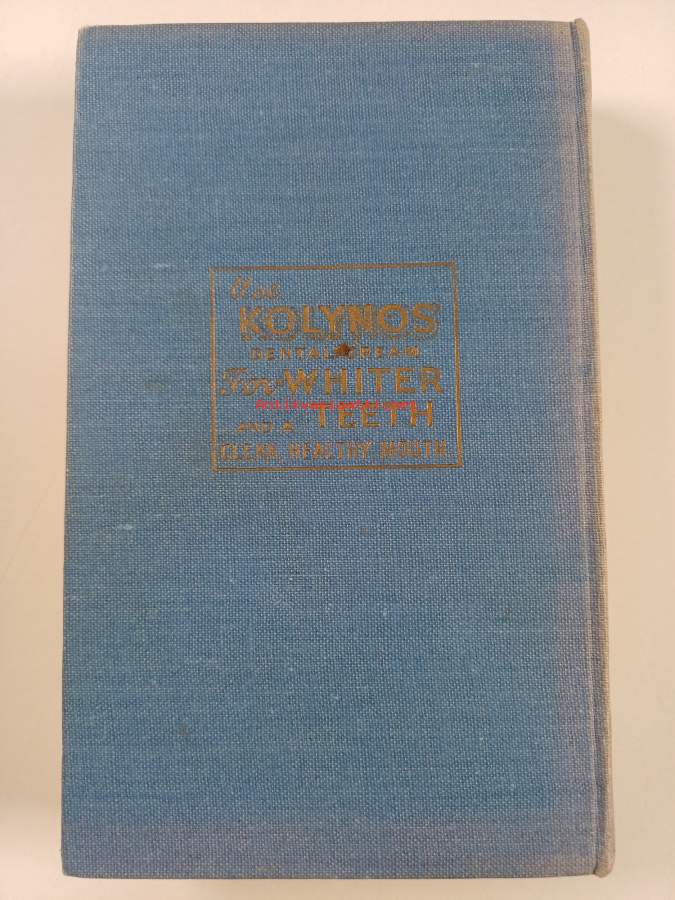 Use
KOLYNOS
DENTAL CREAM
For WHITER
AND A TEETH
CLEAN, HEALTHY MOUTH